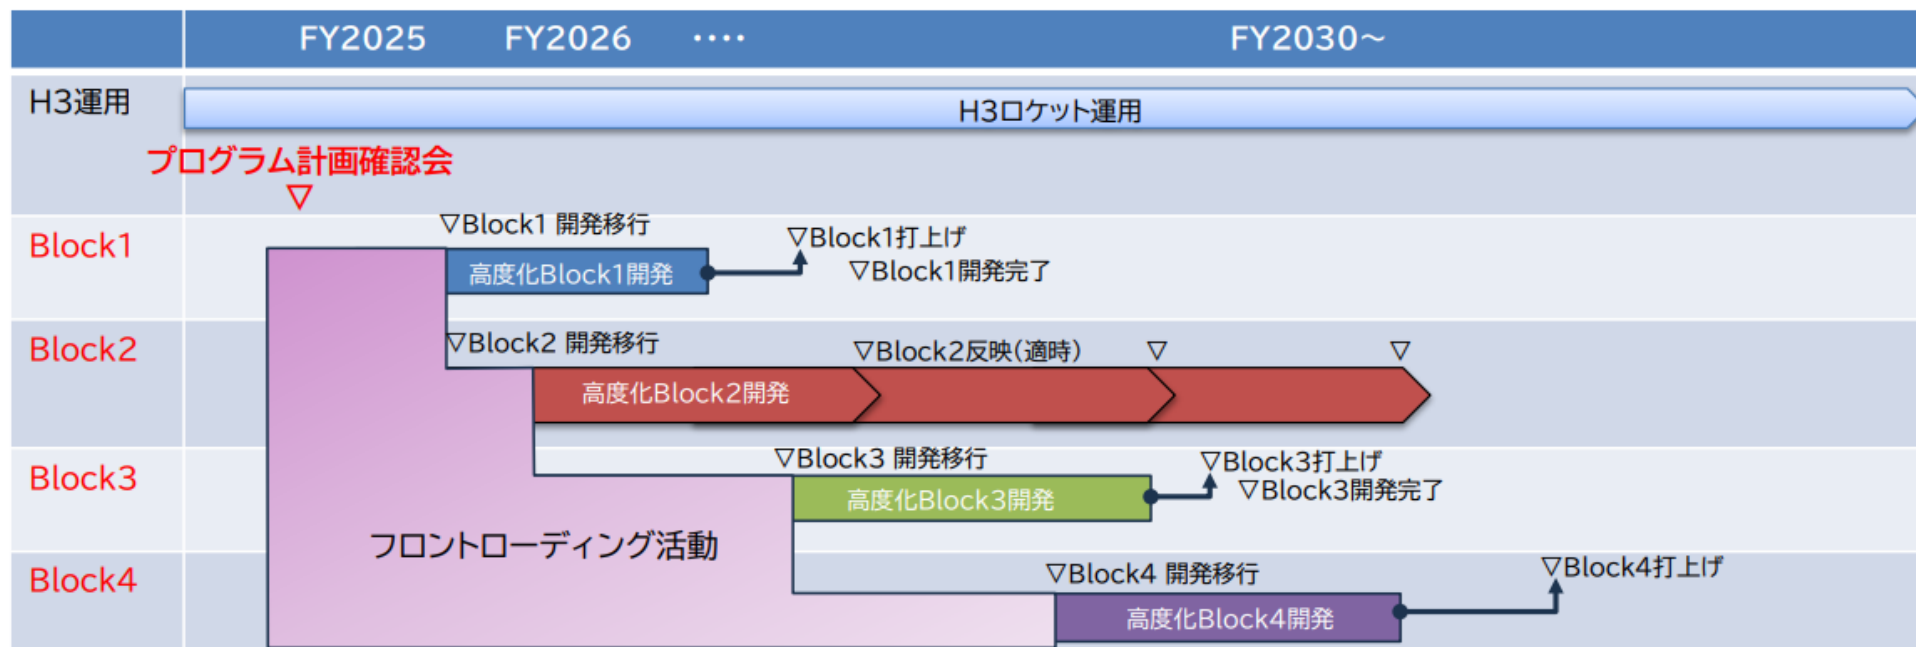 FY2025 FY2026 ‥‥ FY2030～
H3運用
H3ロケット運用
プログラム計画確認会
▽
Block1
▽Block1 開発移行
高度化Block1開発
▽Block1打上げ
▽Block1開発完了
Block2
▽Block2 開発移行
▽Block2反映(適時) ▽ ▽
高度化Block2開発
Block3
▽Block3 開発移行
高度化Block3開発
▽Block3打上げ
▽Block3開発完了
フロントローディング活動
Block4
▽Block4 開発移行
高度化Block4開発
▽Block4打上げ